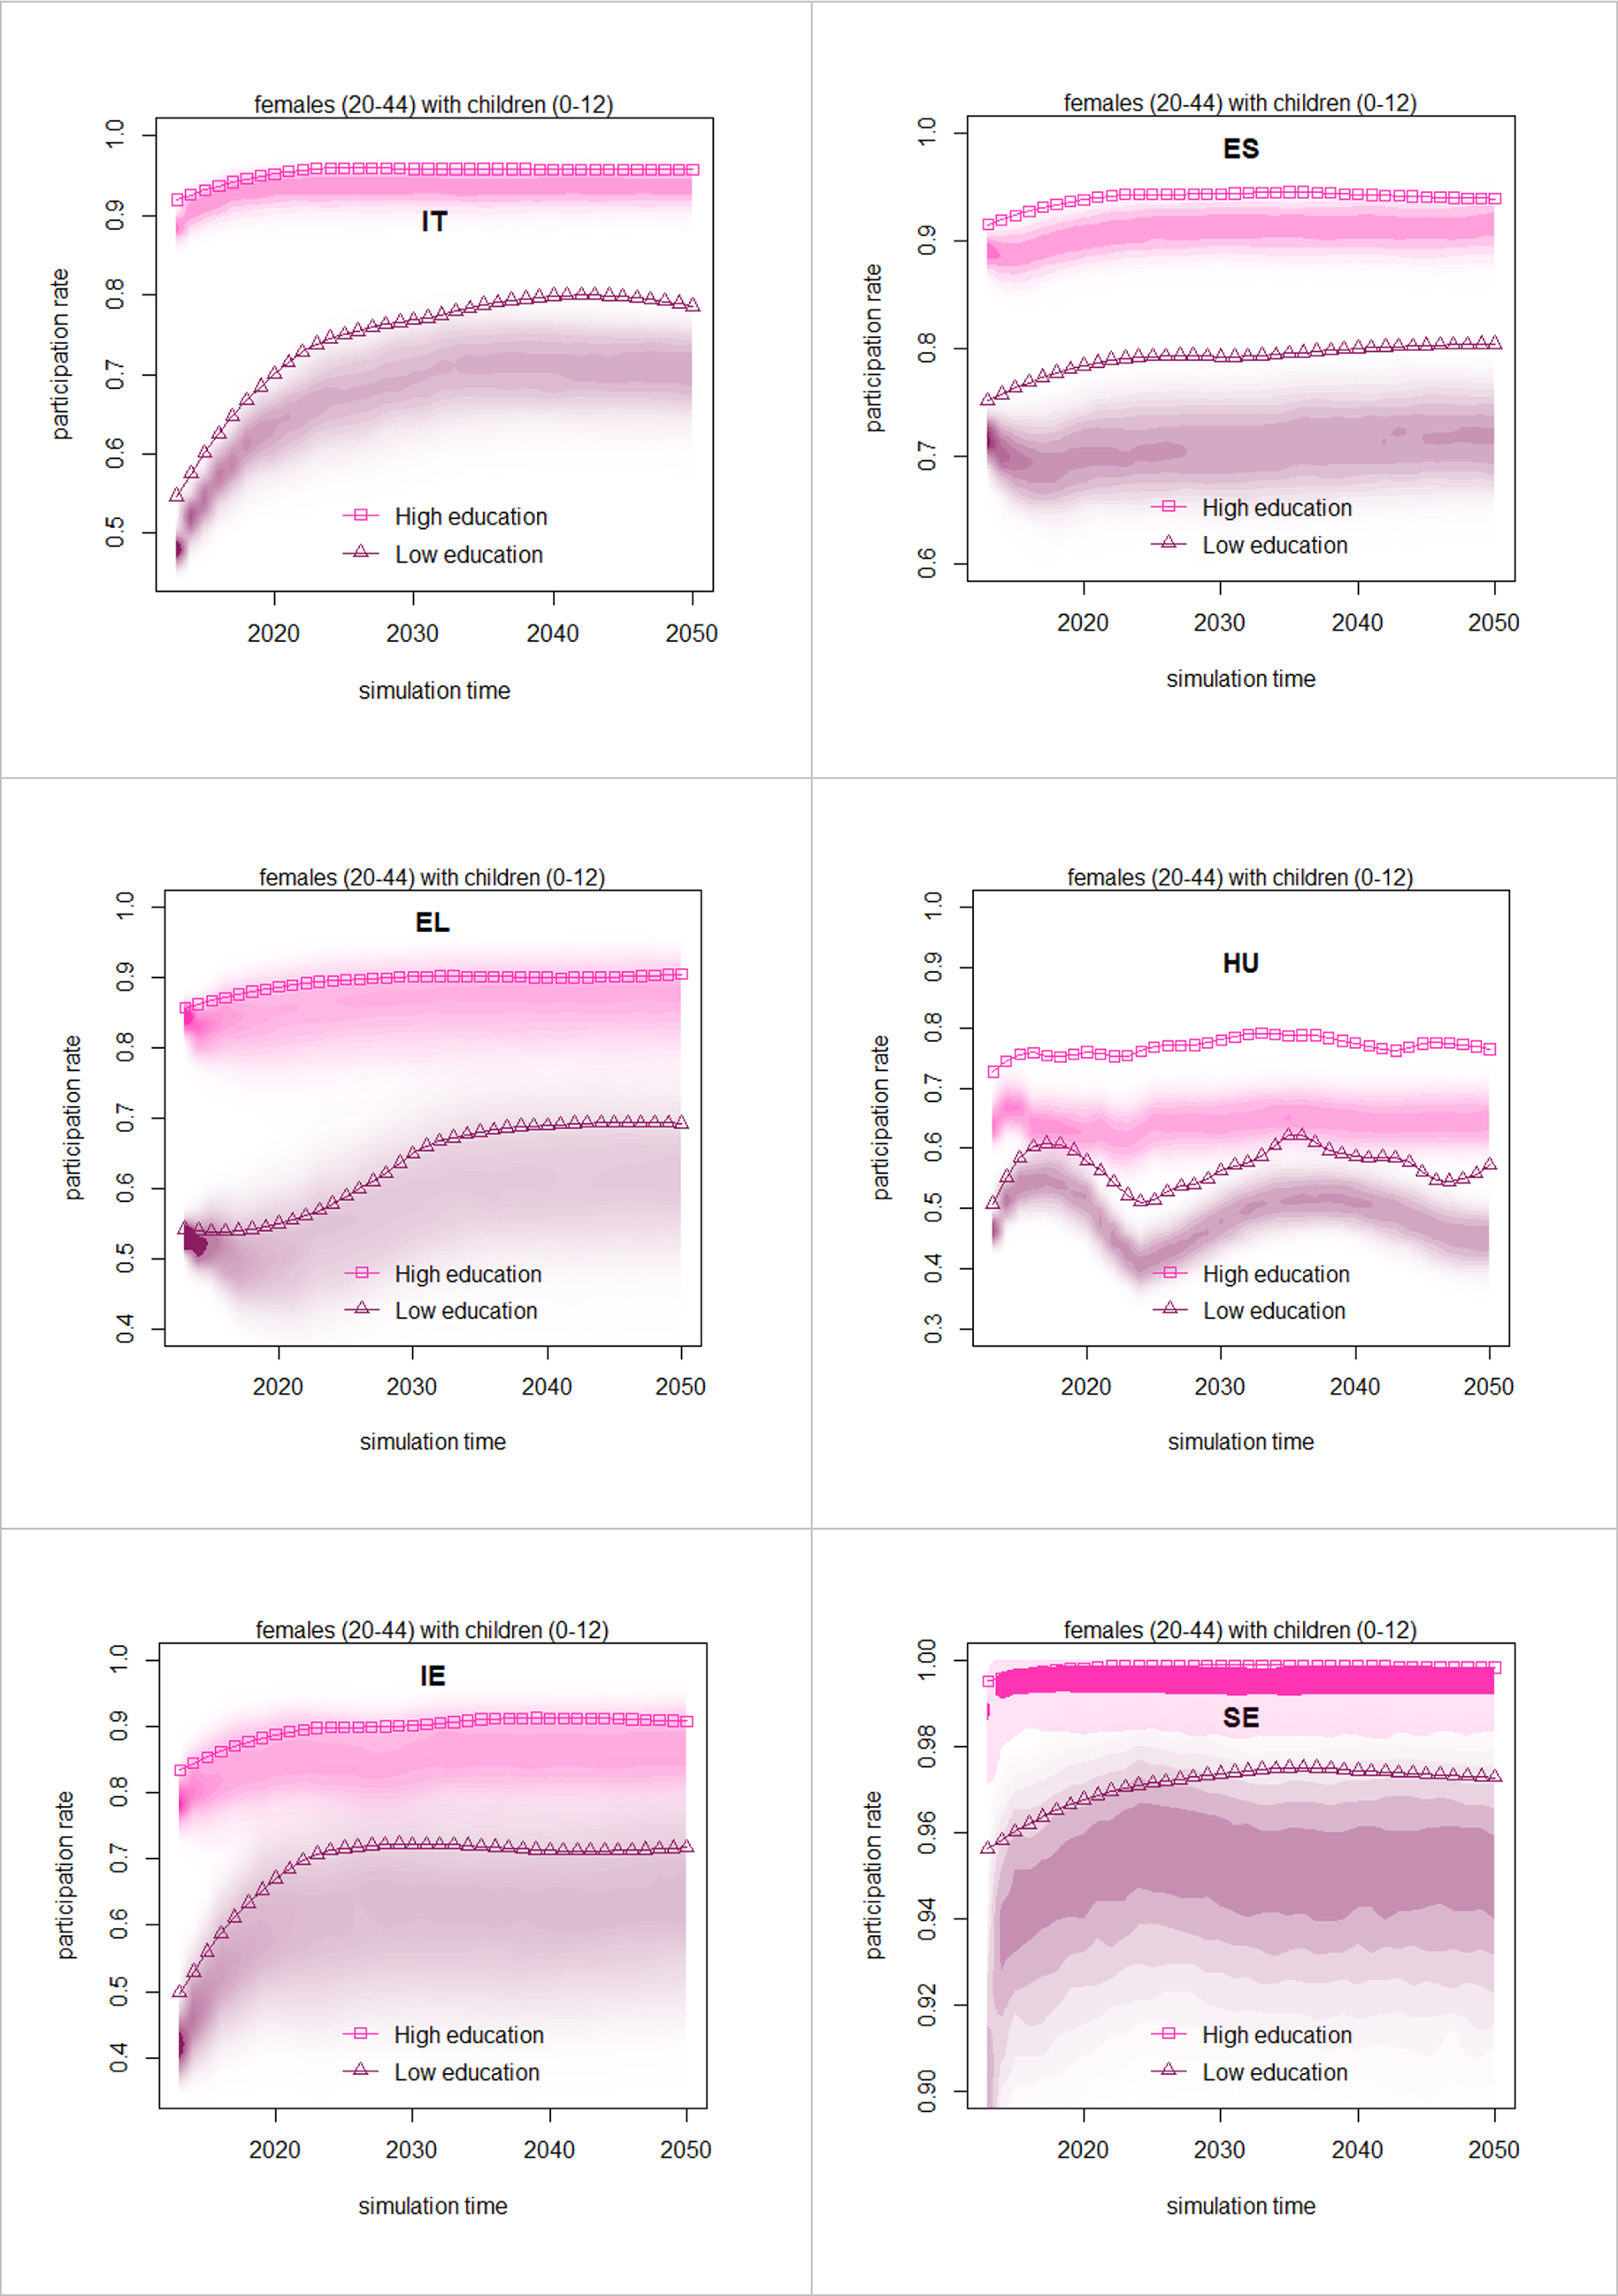 females (20-44) with children (0-12)
IT
1.0
0.9
0.8
0.7
0.6
0.5
participation rate
High education
Low education
2020 2030 2040 2050
simulation time
females (20-44) with children (0-12)
ES
1.0
0.9
0.8
0.7
0.6
participation rate
High education
Low education
2020 2030 2040 2050
simulation time
females (20-44) with children (0-12)
EL
1.0
0.9
0.8
0.7
0.6
0.5
0.4
participation rate
High education
Low education
2020 2030 2040 2050
simulation time
females (20-44) with children (0-12)
HU
1.0
0.9
0.8
0.7
0.6
0.5
0.4
0.3
participation rate
High education
Low education
2020 2030 2040 2050
simulation time
females (20-44) with children (0-12)
IE
1.0
0.9
0.8
0.7
0.6
0.5
0.4
participation rate
High education
Low education
2020 2030 2040 2050
simulation time
females (20-44) with children (0-12)
SE
1.00
0.98
0.96
0.94
0.92
0.90
participation rate
High education
Low education
2020 2030 2040 2050
simulation time